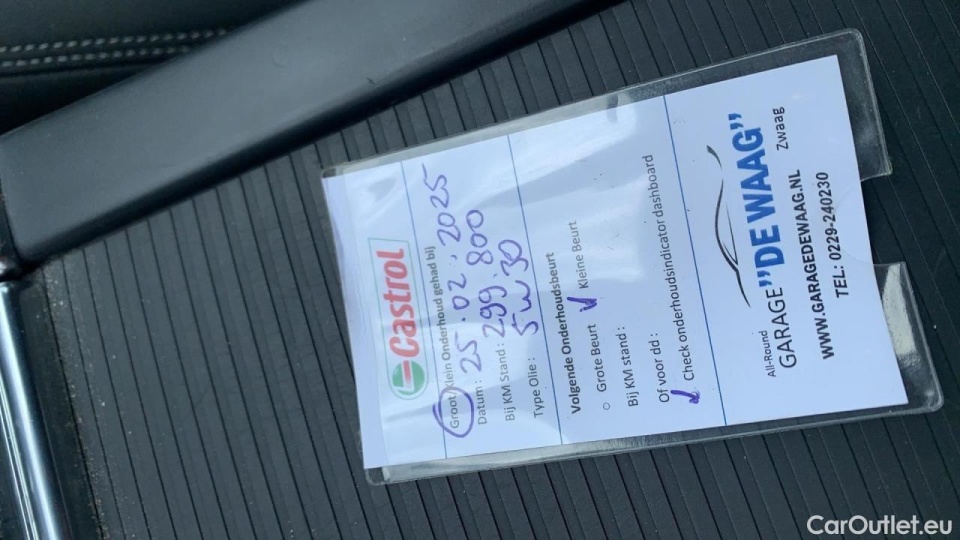 Castrol
Groot/Klein Onderhoud gehad bij
Datum : 25.02.2025
Bij KM Stand : 299.800
Type Olie : 5W30
Volgende Onderhoudsbeurt
○ Grote Beurt ✓ Kleine Beurt
Bij KM stand :
Of voor dd :
✓ Check onderhoudsindicator dashboard
All-Round
GARAGE "DE WAAG"
Zwaag
WWW.GARAGEDEWAAG.NL
TEL.: 0229-240230
CarOutlet.eu